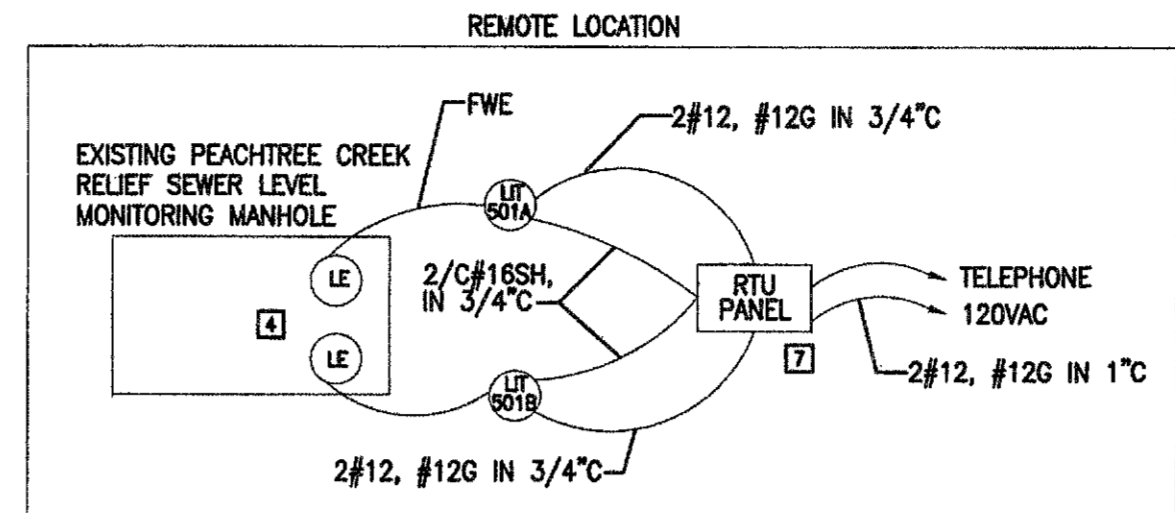 REMOTE LOCATION
FWE
2#12, #12G IN 3/4"C
EXISTING PEACHTREE CREEK
RELIEF SEWER LEVEL
MONITORING MANHOLE
LIT
501A
LE
2/C#16SH,
IN 3/4"C
RTU
PANEL
TELEPHONE
120VAC
4
LE
7
2#12, #12G IN 1"C
LIT
501B
2#12, #12G IN 3/4"C